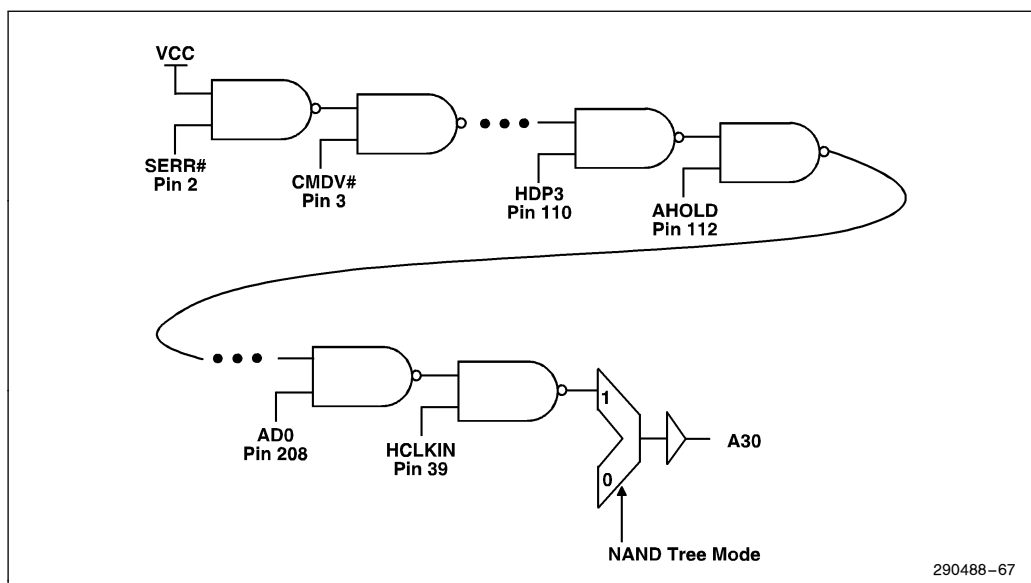 VCC
SERR#
Pin 2
CMDV#
Pin 3
HDP3
Pin 110
AHOLD
Pin 112
AD0
Pin 208
HCLKIN
Pin 39
1
0
A30
NAND Tree Mode
290488–67